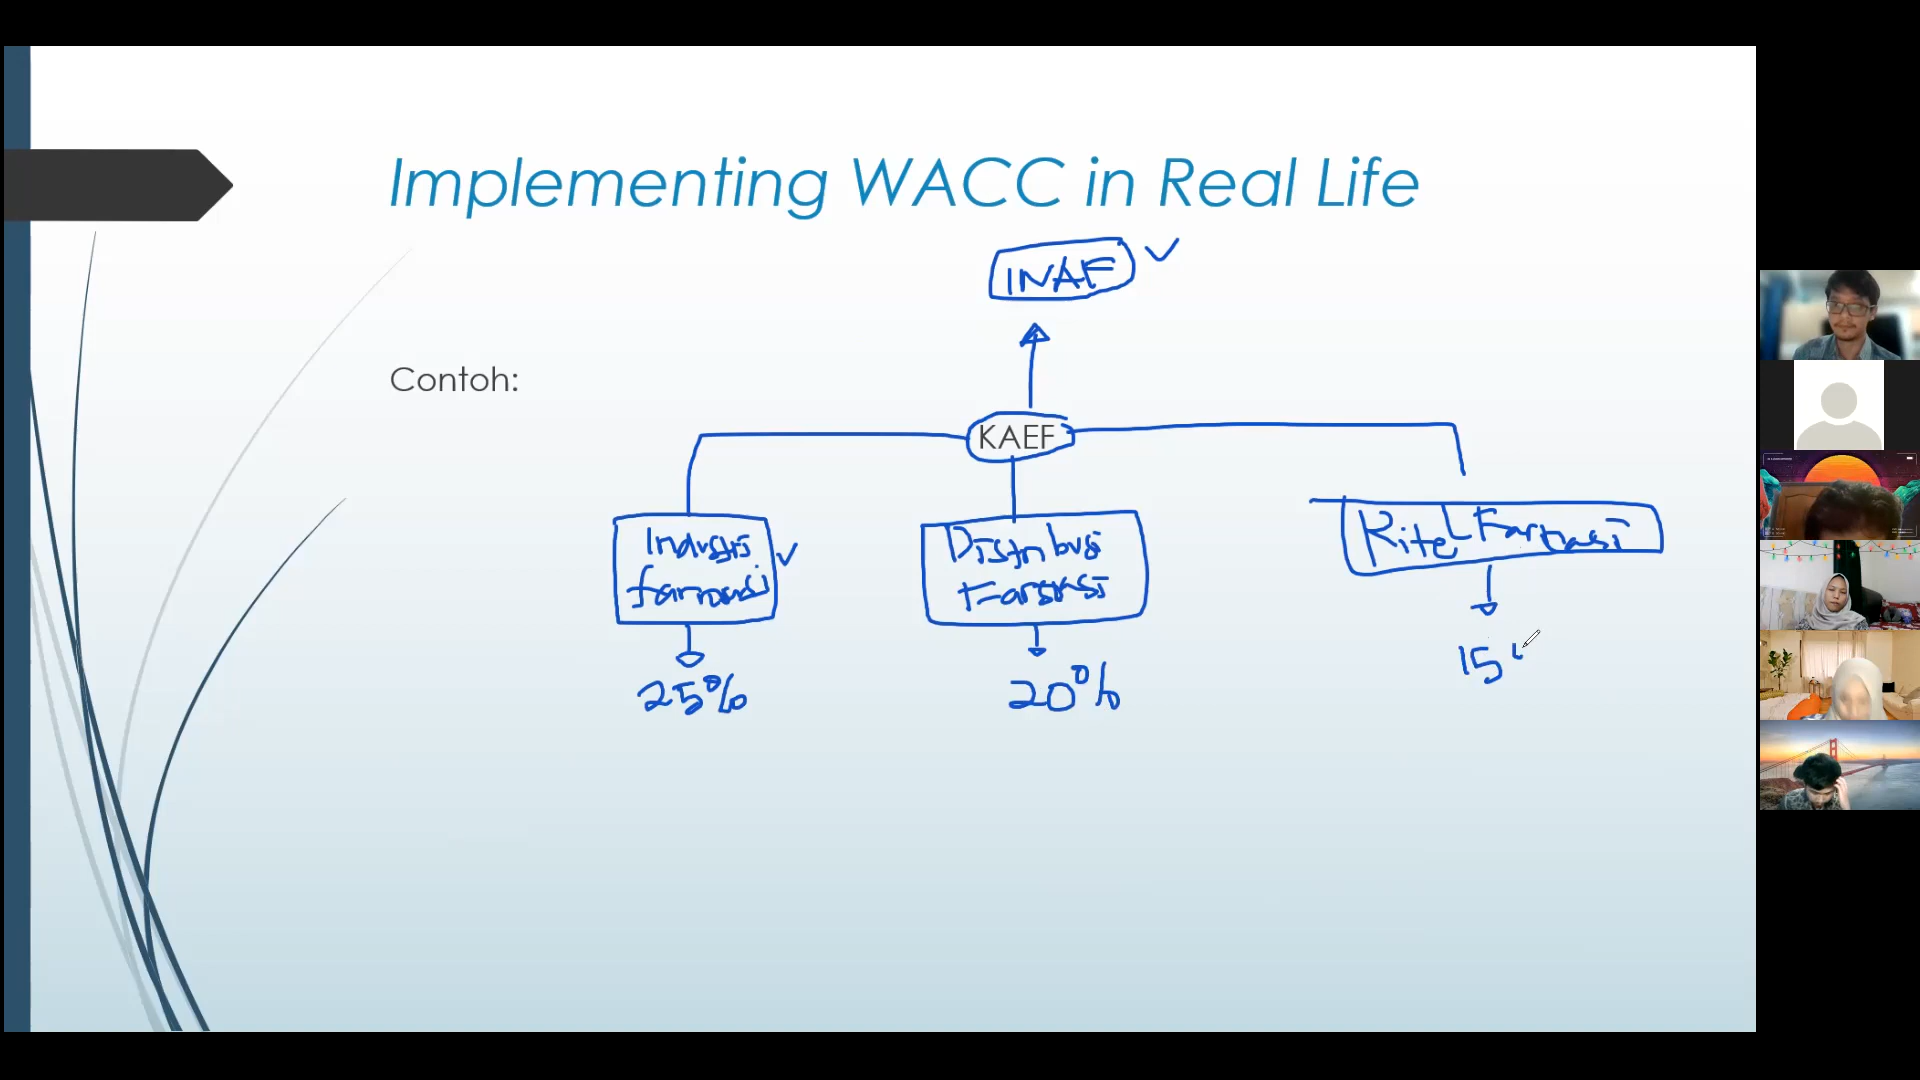 Implementing WACC in Real Life
INAF
Contoh:
KAEF
Industri
farmasi
Distribusi
Farmasi
Ritel Farmasi
25%
20%
15